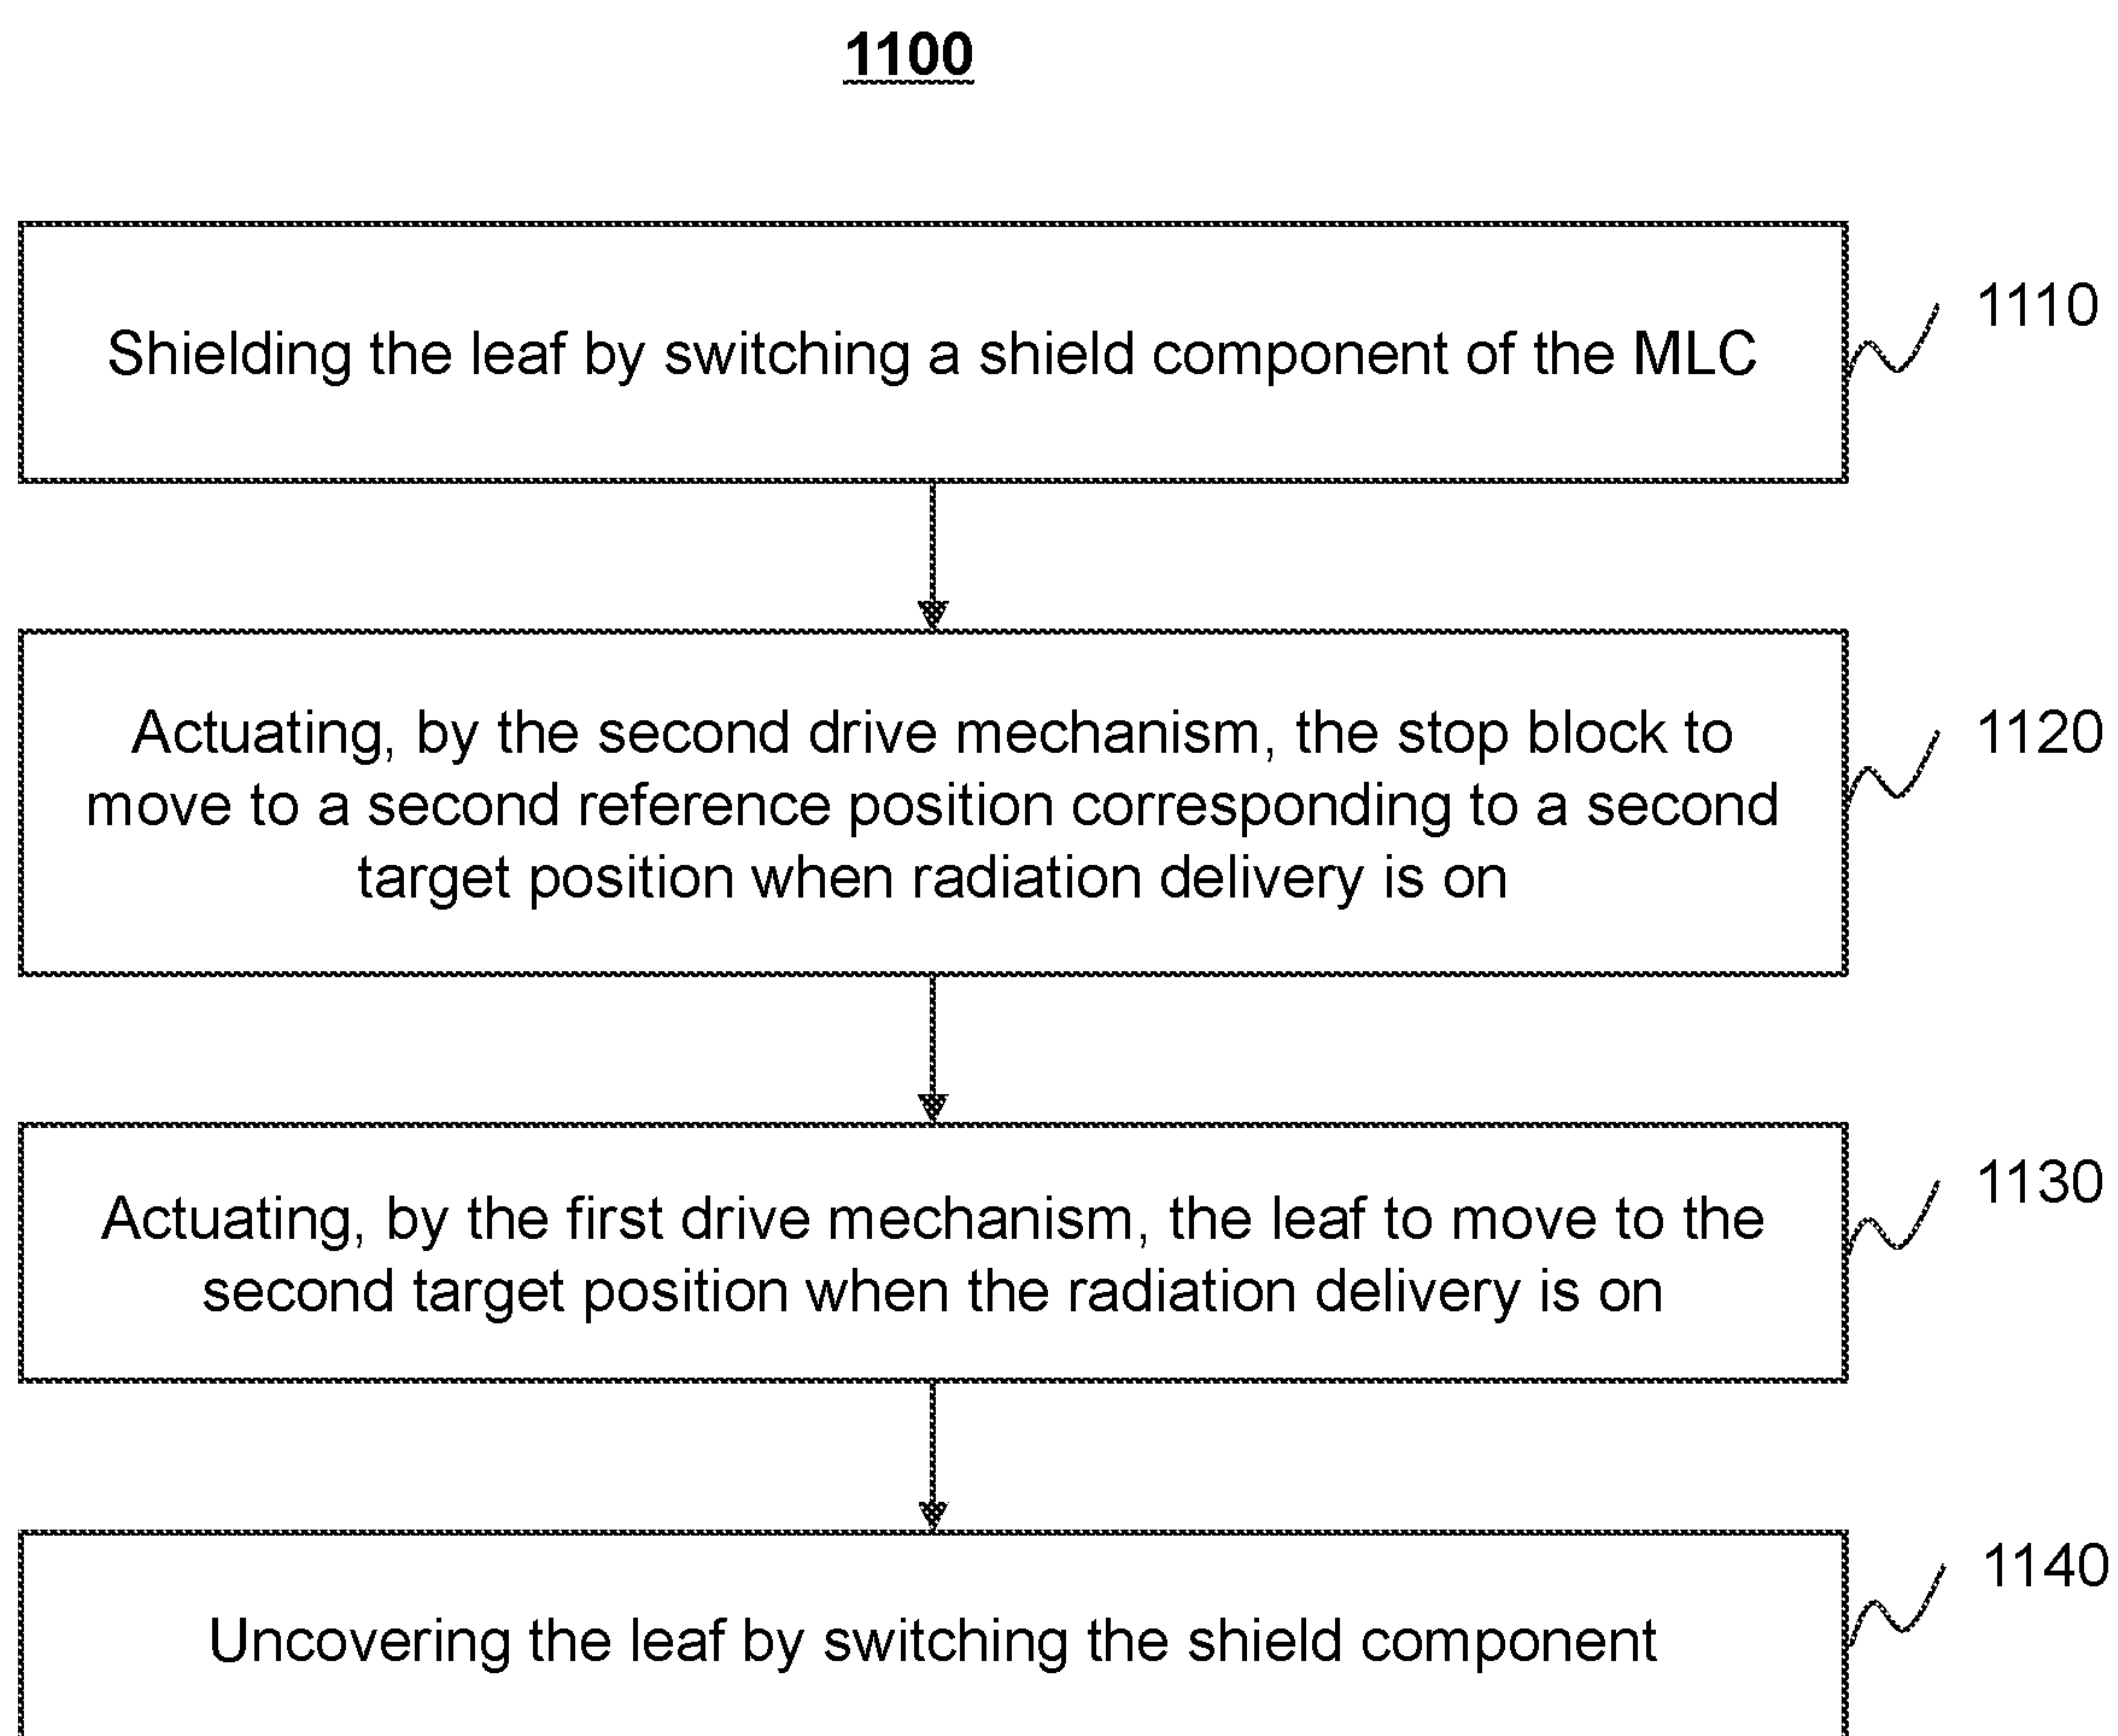 1100
Shielding the leaf by switching a shield component of the MLC
1110
Actuating, by the second drive mechanism, the stop block to
move to a second reference position corresponding to a second
target position when radiation delivery is on
1120
Actuating, by the first drive mechanism, the leaf to move to the
second target position when the radiation delivery is on
1130
Uncovering the leaf by switching the shield component
1140